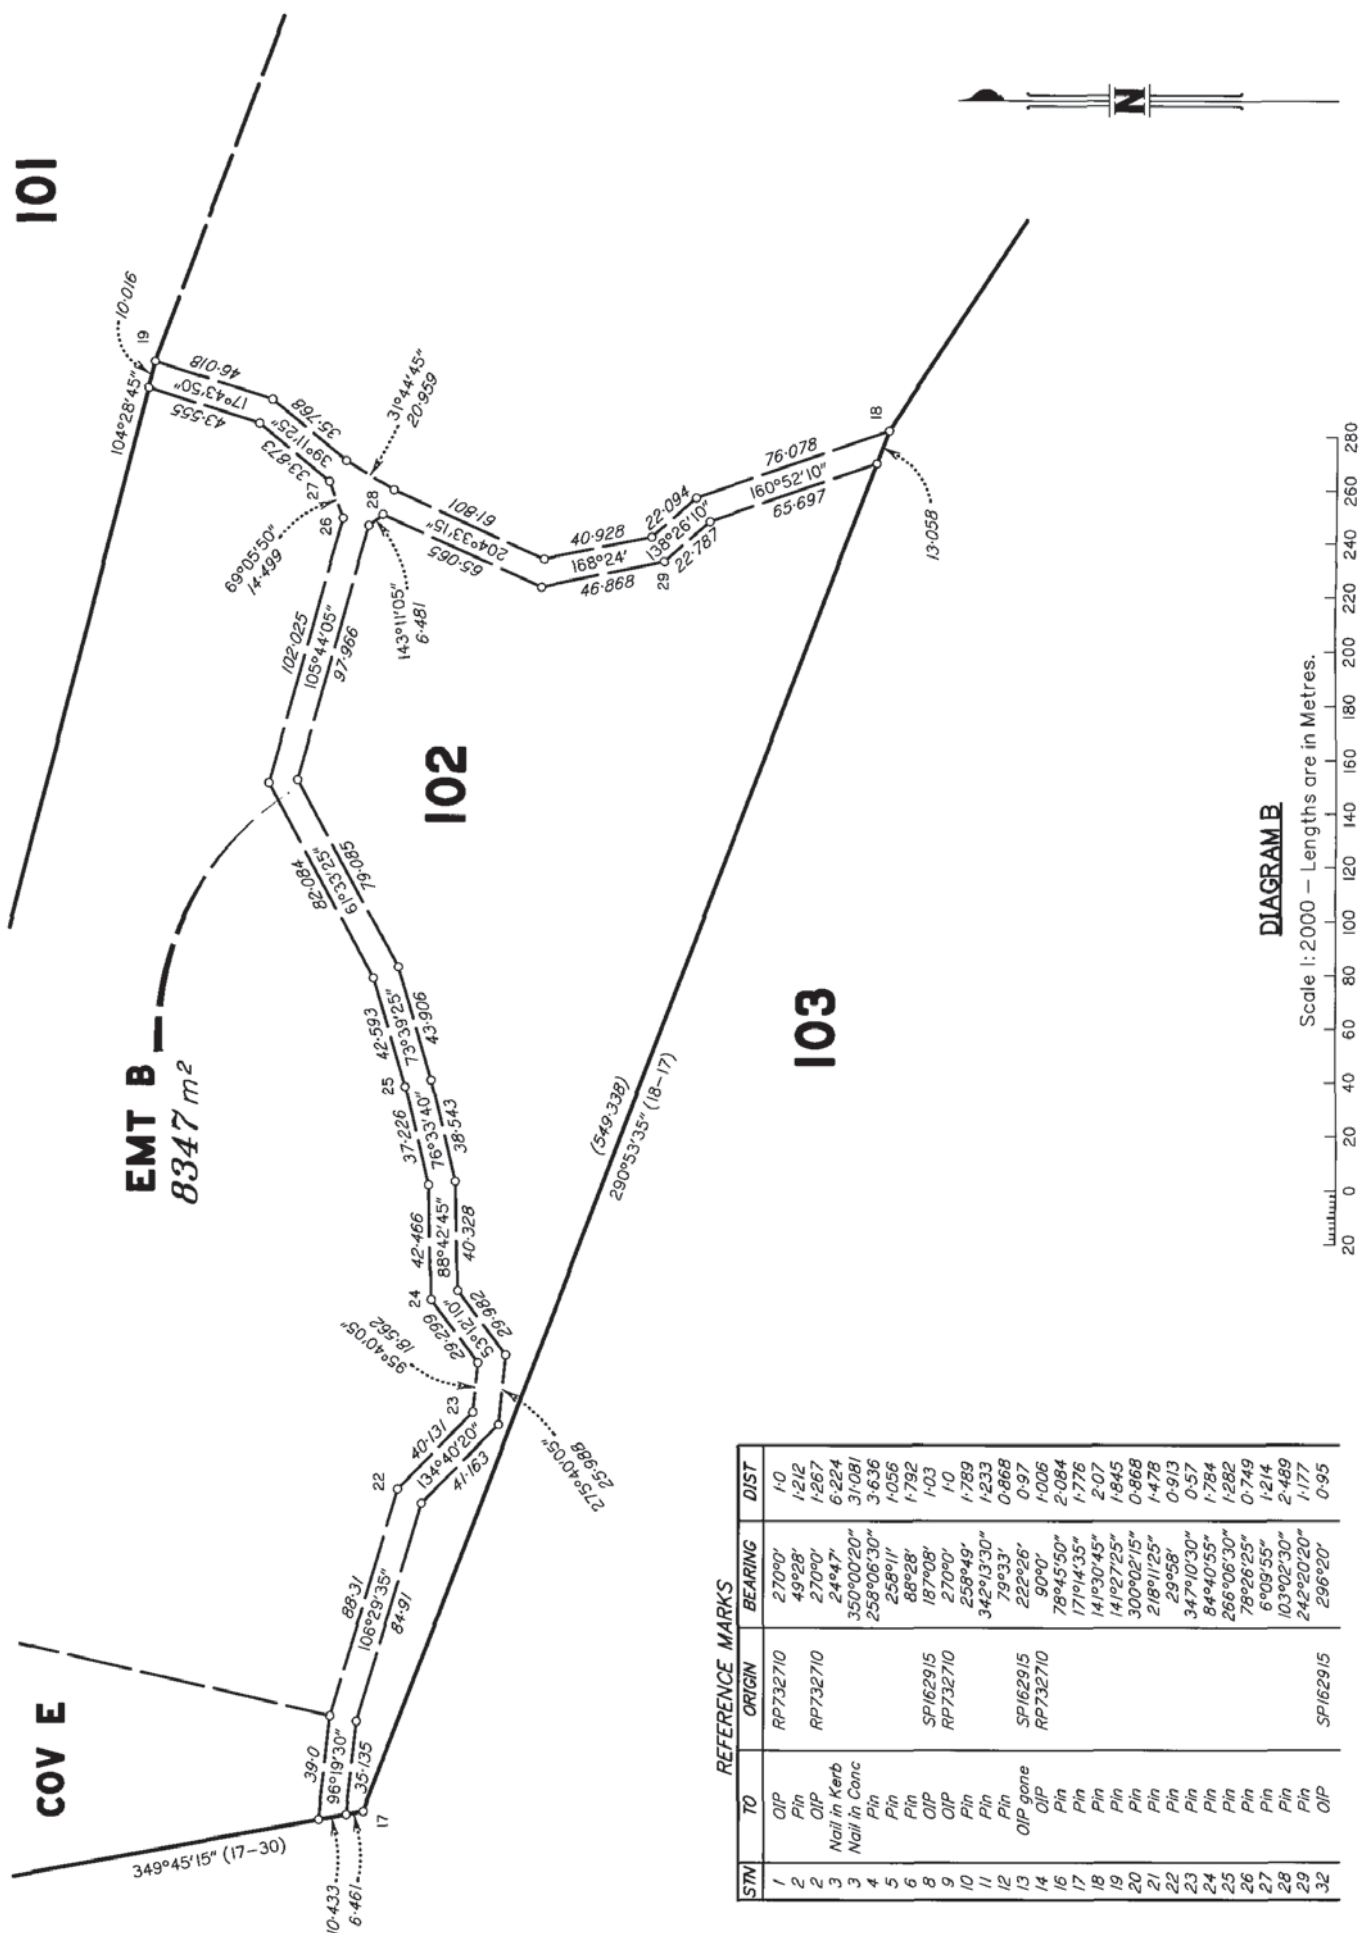 101
COV E
EMT B
8347 m²
102
103
349°45'15" (17-30)
10·433
6·461
17
39·0
96°19'30"
35·135
88·31
106°29'35"
84·91
22
40·131
134°40'20"
41·163
23
95°40'05"
18·562
275°40'05"
25·988
24
29·299
53°12'10"
29·982
42·466
88°42'45"
40·328
25
37·226
76°33'40"
38·543
42·593
73°39'25"
43·906
82·084
61°33'25"
79·085
102·025
105°44'05"
97·966
26
27
28
69°05'50"
14·499
143°11'05"
6·481
104°28'45"
10·016
19
43·555
17°43'50"
46·018
33·873
39°11'25"
35·768
31°44'45"
20·959
61·801
204°33'15"
65·065
40·928
168°24'
46·868
29
22·094
138°26'10"
22·787
76·078
160°52'10"
65·697
18
13·058
(549·338)
290°53'35" (18-17)
N
DIAGRAM B
Scale 1:2000 – Lengths are in Metres.
20 0 20 40 60 80 100 120 140 160 180 200 220 240 260 280
REFERENCE MARKS
STN TO ORIGIN BEARING DIST
1 OIP RP732710 270°0' 1·0
2 Pin 49°28' 1·212
2 OIP RP732710 270°0' 1·267
3 Nail in Kerb 24°47' 6·224
3 Nail in Conc 350°00'20" 31·081
4 Pin 258°06'30" 3·636
5 Pin 258°11' 1·056
6 Pin 88°28' 1·792
8 OIP SP162915 187°08' 1·03
9 OIP RP732710 270°0' 1·0
10 Pin 258°49' 1·789
11 Pin 342°13'30" 1·233
12 Pin 79°33' 0·868
13 OIP gone SP162915 222°26' 0·97
14 OIP RP732710 90°0' 1·006
16 Pin 78°45'50" 2·084
17 Pin 171°14'35" 1·776
18 Pin 141°30'45" 2·07
19 Pin 141°27'25" 1·845
20 Pin 300°02'15" 0·868
21 Pin 218°11'25" 1·478
22 Pin 29°58' 0·913
23 Pin 347°10'30" 0·57
24 Pin 84°40'55" 1·784
25 Pin 266°06'30" 1·282
26 Pin 78°26'25" 0·749
27 Pin 6°09'55" 1·214
28 Pin 103°02'30" 2·489
29 Pin 242°20'20" 1·177
32 OIP SP162915 296°20' 0·95